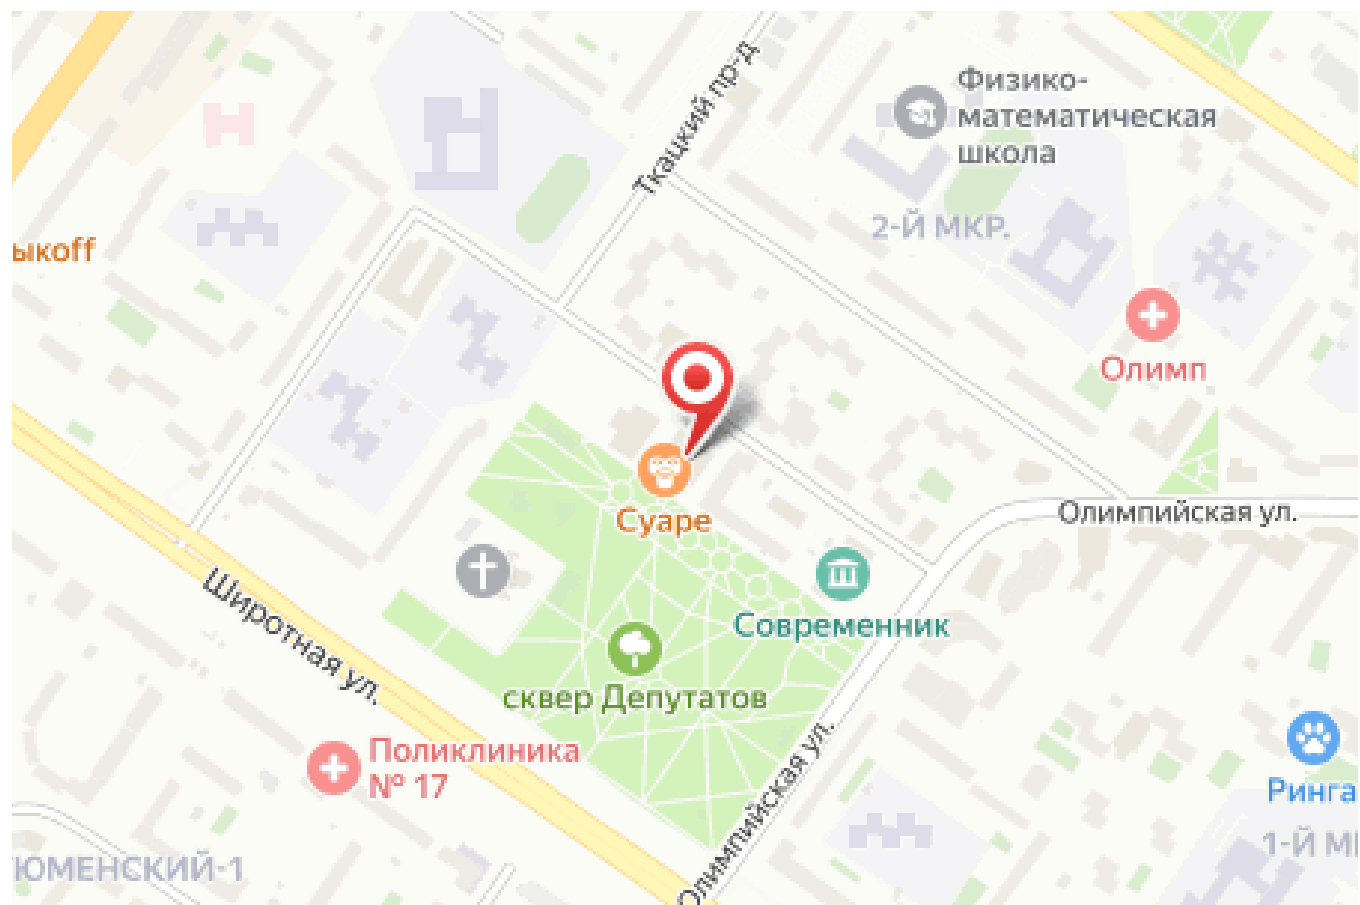 Ткацкий пр-д
Физико-
математическая
школа
2-Й МКР.
ыкoff
Олимп
Олимпийская ул.
Суаре
Современник
Широтная ул.
сквер Депутатов
Поликлиника
№ 17
Олимпийская ул.
Ринга
1-Й МІ
ЮМЕНСКИЙ-1